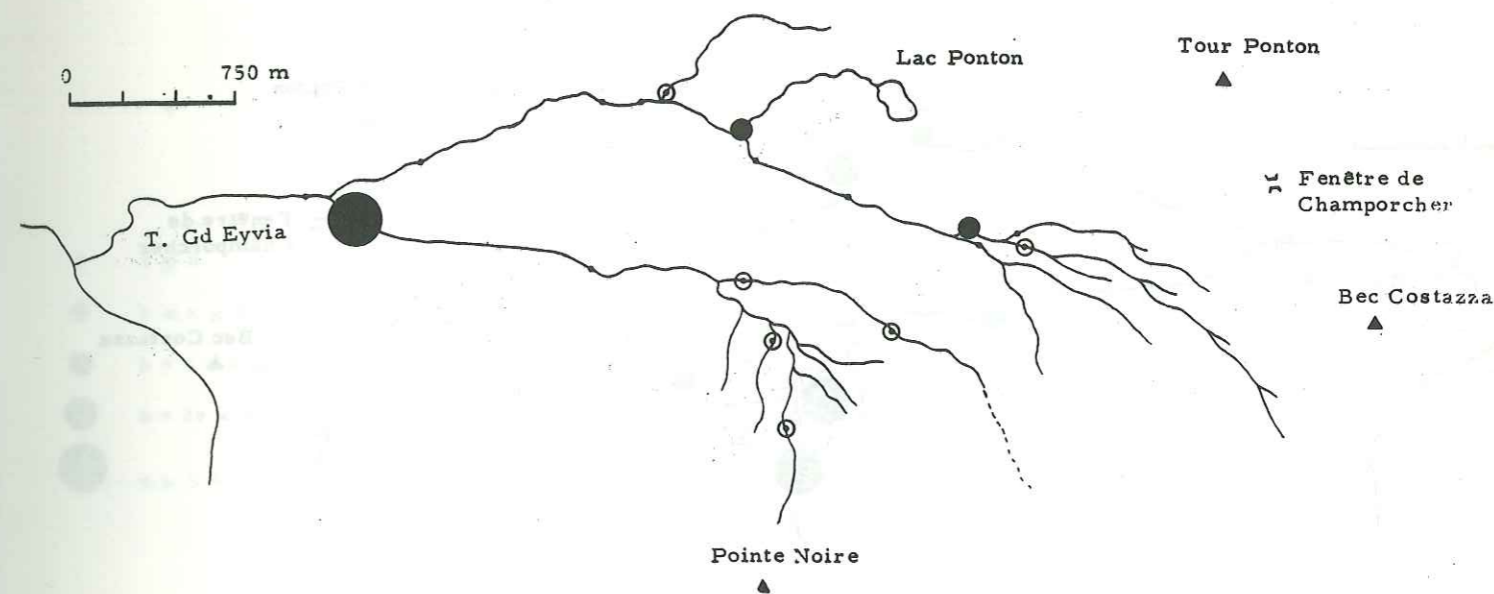 0 750 m
Lac Ponton
Tour Ponton
Fenêtre de
Champorcher
T. Gd Eyvia
Bec Costazza
Pointe Noire